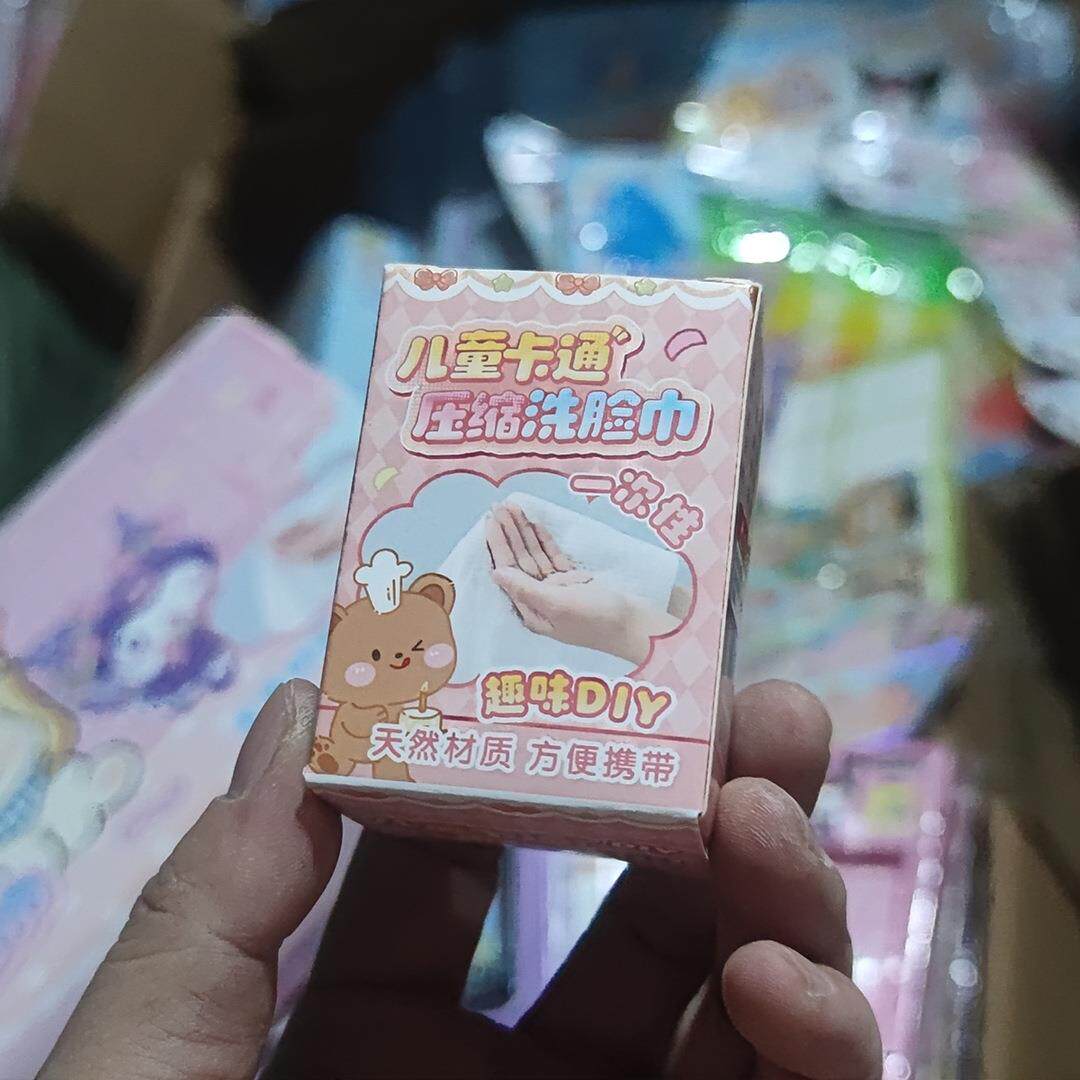 儿童卡通
压缩洗脸巾
一次性
趣味DIY
天然材质 方便携带